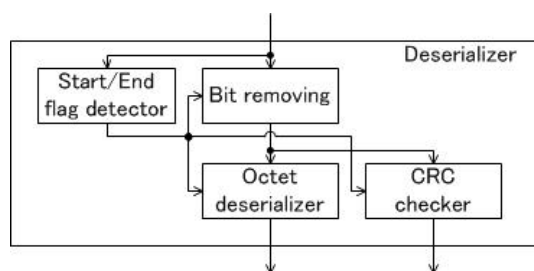 Deserializer
Start/End
flag detector
Bit removing
Octet
deserializer
CRC
checker